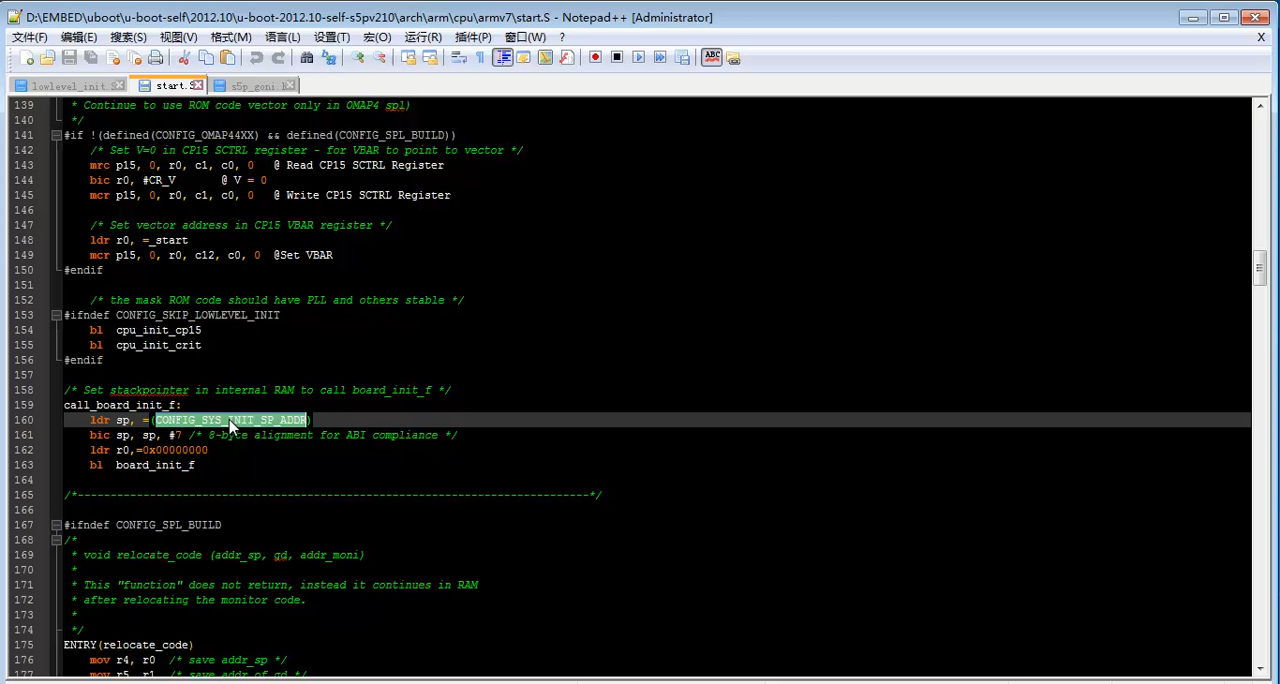 D:\EMBED\uboot\u-boot-self\2012.10\u-boot-2012.10-self-s5pv210\arch\arm\cpu\armv7\start.S - Notepad++ [Administrator]
文件(F) 编辑(E) 搜索(S) 视图(V) 格式(M) 语言(L) 设置(T) 宏(O) 运行(R) 插件(P) 窗口(W) ? X
lowlevel_init.S start.S s5p_goni.h
139 * Continue to use ROM code vector only in OMAP4 spl)
140 */
141 #if !(defined(CONFIG_OMAP44XX) && defined(CONFIG_SPL_BUILD))
142 /* Set V=0 in CP15 SCTRL register - for VBAR to point to vector */
143 mrc p15, 0, r0, c1, c0, 0 @ Read CP15 SCTRL Register
144 bic r0, #CR_V @ V = 0
145 mcr p15, 0, r0, c1, c0, 0 @ Write CP15 SCTRL Register
146
147 /* Set vector address in CP15 VBAR register */
148 ldr r0, =_start
149 mcr p15, 0, r0, c12, c0, 0 @Set VBAR
150 #endif
151
152 /* the mask ROM code should have PLL and others stable */
153 #ifndef CONFIG_SKIP_LOWLEVEL_INIT
154 bl cpu_init_cp15
155 bl cpu_init_crit
156 #endif
157
158 /* Set stackpointer in internal RAM to call board_init_f */
159 call_board_init_f:
160 ldr sp, =(CONFIG_SYS_INIT_SP_ADDR)
161 bic sp, sp, #7 /* 8-byte alignment for ABI compliance */
162 ldr r0,=0x00000000
163 bl board_init_f
164
165 /*-------------------------------------------------------------------------*/
166
167 #ifndef CONFIG_SPL_BUILD
168 /*
169 * void relocate_code (addr_sp, gd, addr_moni)
170 *
171 * This "function" does not return, instead it continues in RAM
172 * after relocating the monitor code.
173 *
174 */
175 ENTRY(relocate_code)
176 mov r4, r0 /* save addr_sp */
177 mov r5, r1 /* save addr of gd */